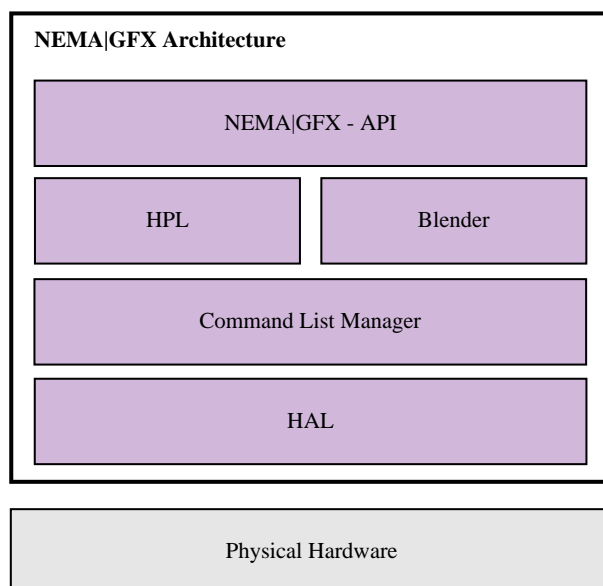 NEMA|GFX Architecture
NEMA|GFX - API
HPL
Blender
Command List Manager
HAL
Physical Hardware